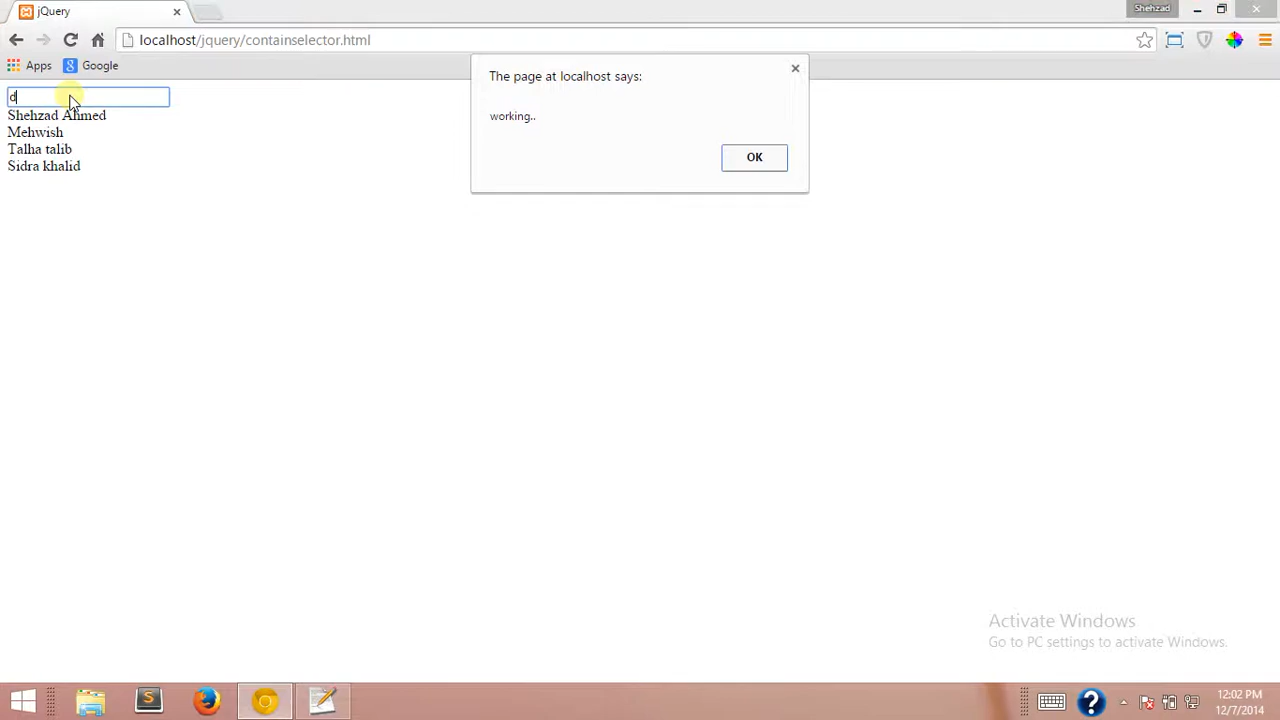 jQuery
Shehzad
localhost/jquery/containselector.html
Apps
Google
The page at localhost says:
working..
OK
d
Shehzad Ahmed
Mehwish
Talha talib
Sidra khalid
Activate Windows
Go to PC settings to activate Windows.
12:02 PM
12/7/2014